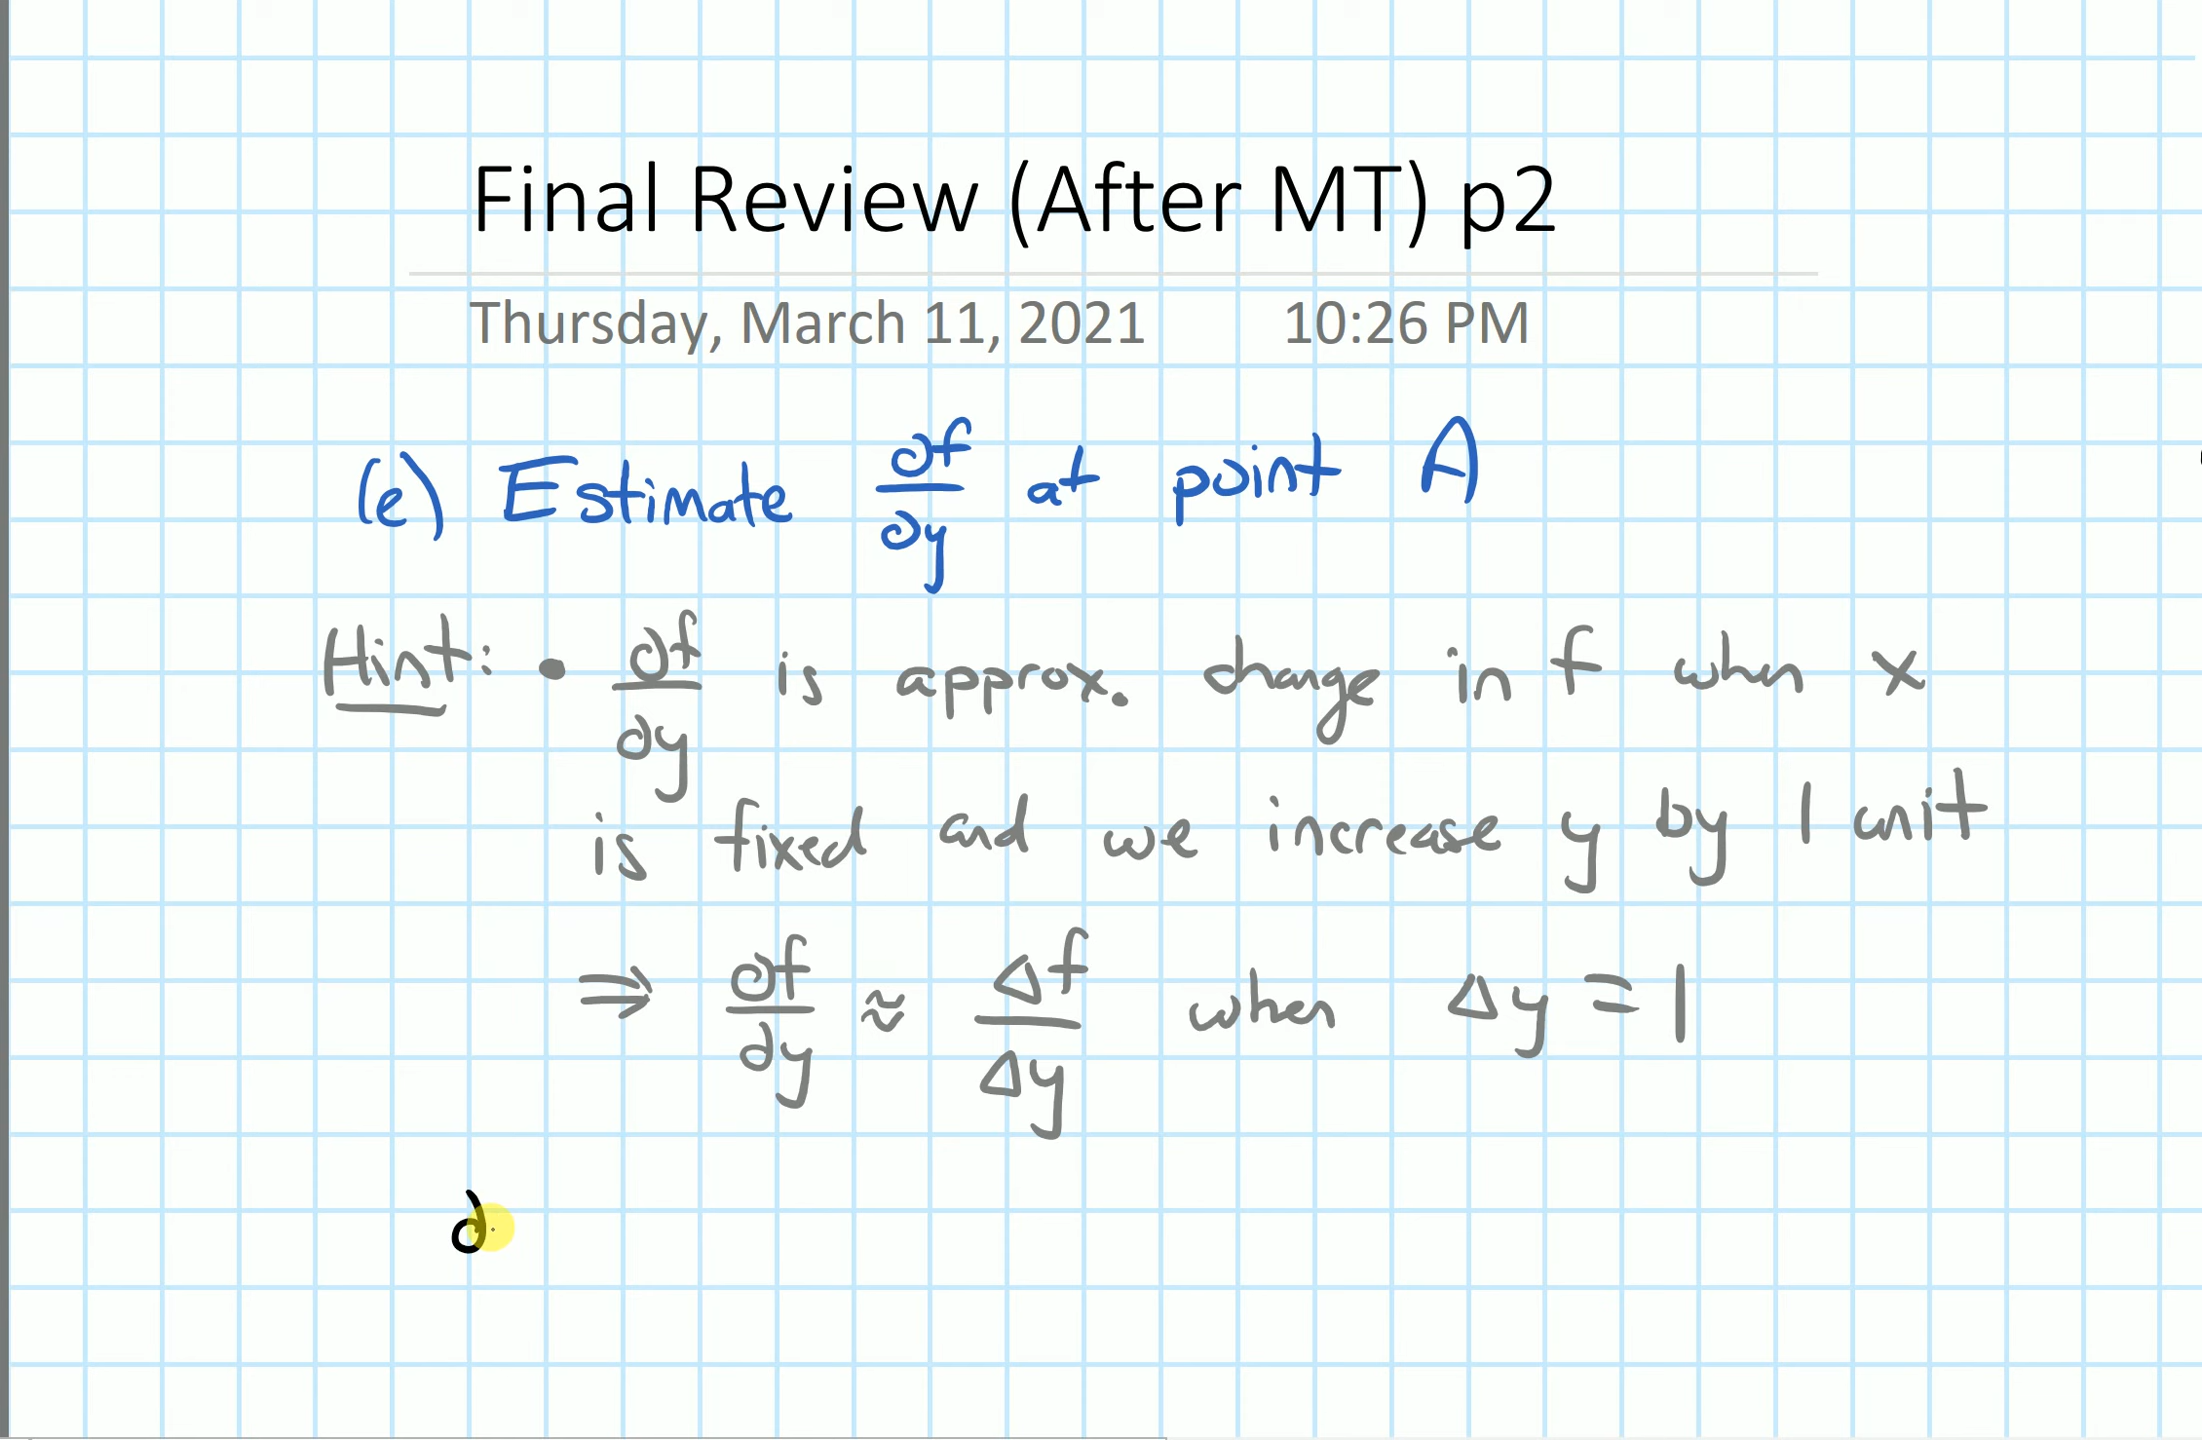 Final Review (After MT) p2
Thursday, March 11, 2021 10:26 PM
(e) Estimate ∂f/∂y at point A
Hint: • ∂f/∂y is approx. change in f when x
is fixed and we increase y by 1 unit
⇒ ∂f/∂y ≈ Δf/Δy when Δy = 1
∂